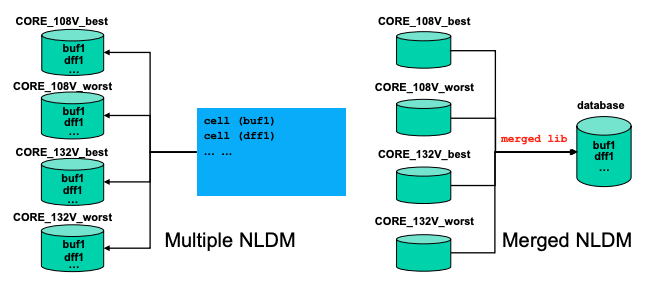 CORE_108V_best
buf1
dff1
...
CORE_108V_worst
buf1
dff1
...
CORE_132V_best
buf1
dff1
...
CORE_132V_worst
buf1
dff1
...
cell (buf1)
cell (dff1)
... ...
Multiple NLDM
CORE_108V_best
CORE_108V_worst
CORE_132V_best
CORE_132V_worst
merged lib
database
buf1
dff1
...
Merged NLDM